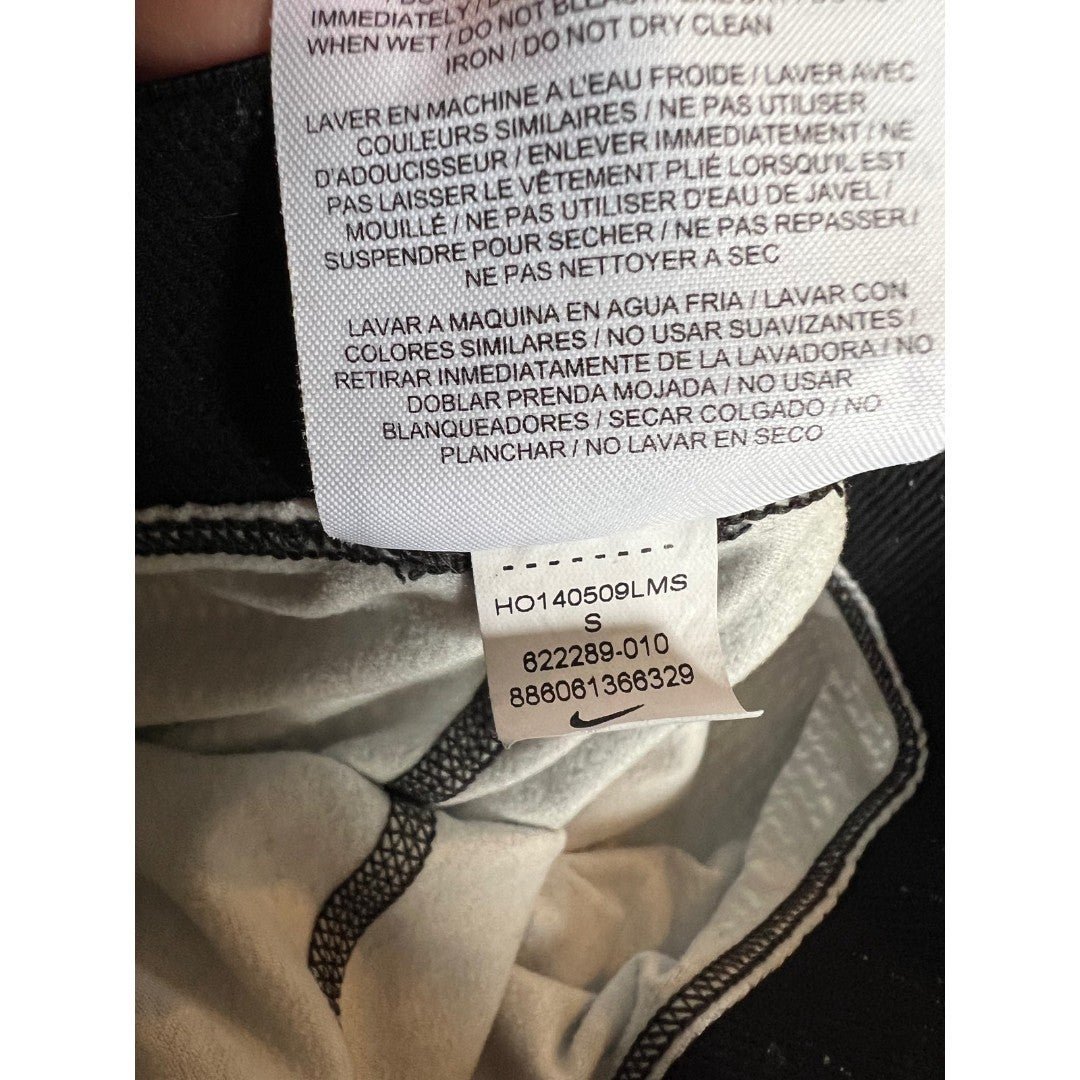 IMMEDIATELY /
WHEN WET / DO NOT BLEACH
IRON / DO NOT DRY CLEAN
LAVER EN MACHINE A L'EAU FROIDE / LAVER AVEC
COULEURS SIMILAIRES / NE PAS UTILISER
D'ADOUCISSEUR / ENLEVER IMMEDIATEMENT / NE
PAS LAISSER LE VÊTEMENT PLIÉ LORSQU'IL EST
MOUILLÉ / NE PAS UTILISER D'EAU DE JAVEL /
SUSPENDRE POUR SECHER / NE PAS REPASSER /
NE PAS NETTOYER A SEC
LAVAR A MAQUINA EN AGUA FRIA / LAVAR CON
COLORES SIMILARES / NO USAR SUAVIZANTES /
RETIRAR INMEDIATAMENTE DE LA LAVADORA / NO
DOBLAR PRENDA MOJADA / NO USAR
BLANQUEADORES / SECAR COLGADO / NO
PLANCHAR / NO LAVAR EN SECO
HO140509LMS
S
622289-010
886061366329